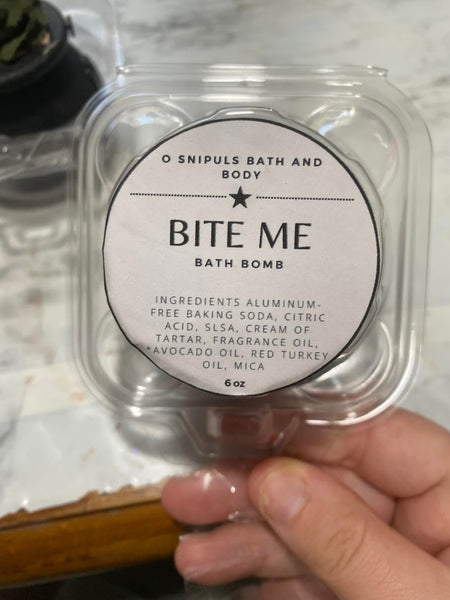 O SNIPULS BATH AND
BODY
BITE ME
BATH BOMB
INGREDIENTS ALUMINUM-
FREE BAKING SODA, CITRIC
ACID, SLSA, CREAM OF
TARTAR, FRAGRANCE OIL,
*AVOCADO OIL, RED TURKEY
OIL, MICA
6 oz